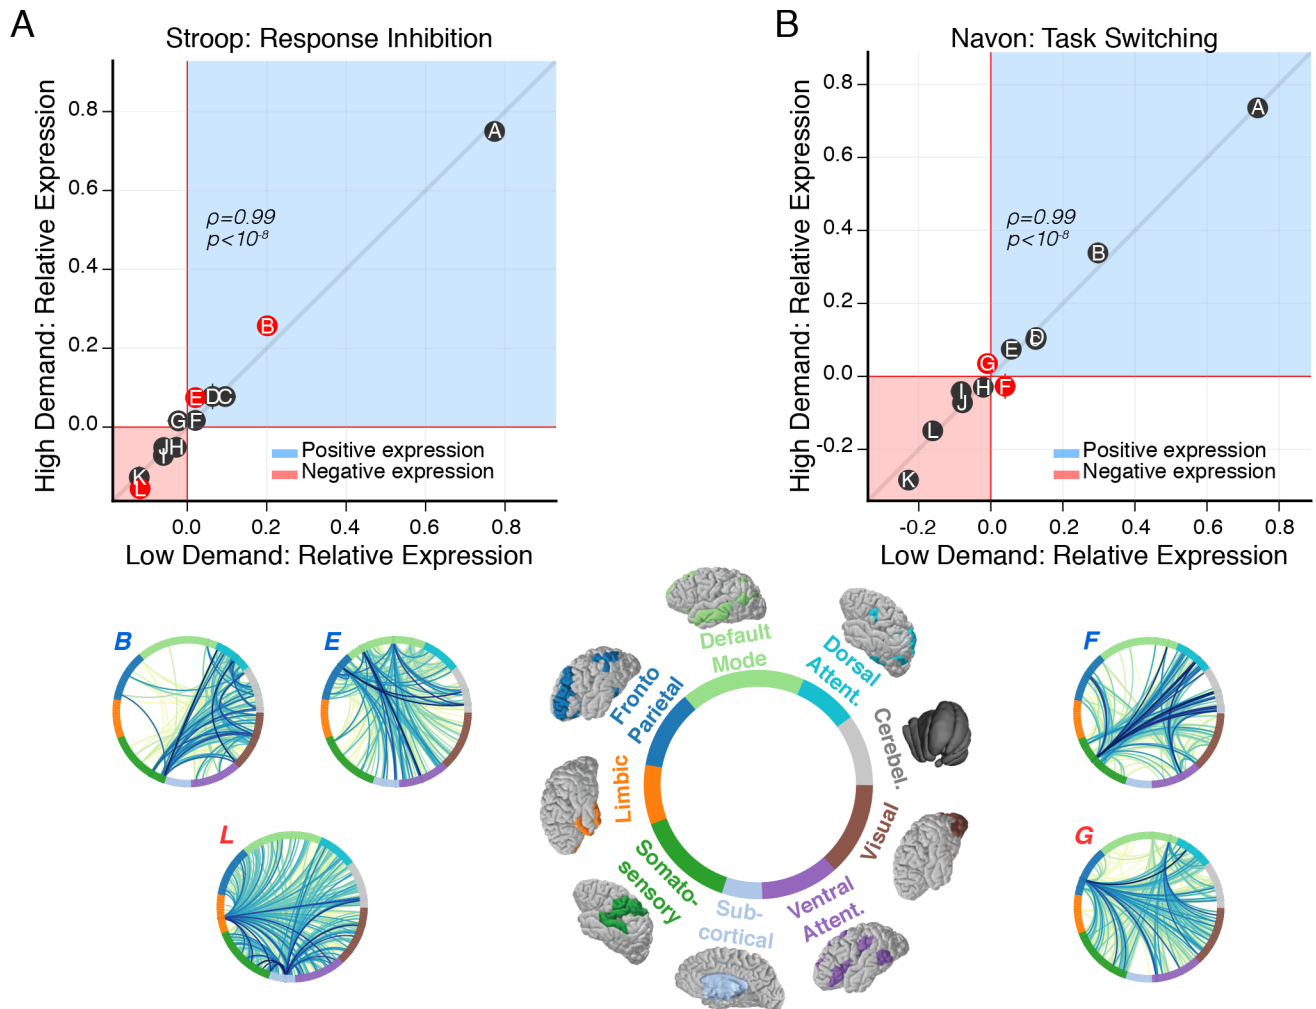 A
Stroop: Response Inhibition
High Demand: Relative Expression
0.8
0.6
0.4
0.2
0.0
ρ=0.99
p<10-8
A
B
E
D
C
G
F
J
H
I
K
L
Positive expression
Negative expression
0.0
0.2
0.4
0.6
0.8
Low Demand: Relative Expression
B
Navon: Task Switching
High Demand: Relative Expression
0.8
0.6
0.4
0.2
0.0
-0.2
ρ=0.99
p<10-8
A
B
D
E
G
F
H
I
J
L
K
Positive expression
Negative expression
-0.2
0.0
0.2
0.4
0.6
0.8
Low Demand: Relative Expression
B
E
L
Default
Mode
Dorsal
Attent.
Cerebel.
Visual
Ventral
Attent.
Sub-
cortical
Somato-
sensory
Limbic
Fronto
Parietal
F
G